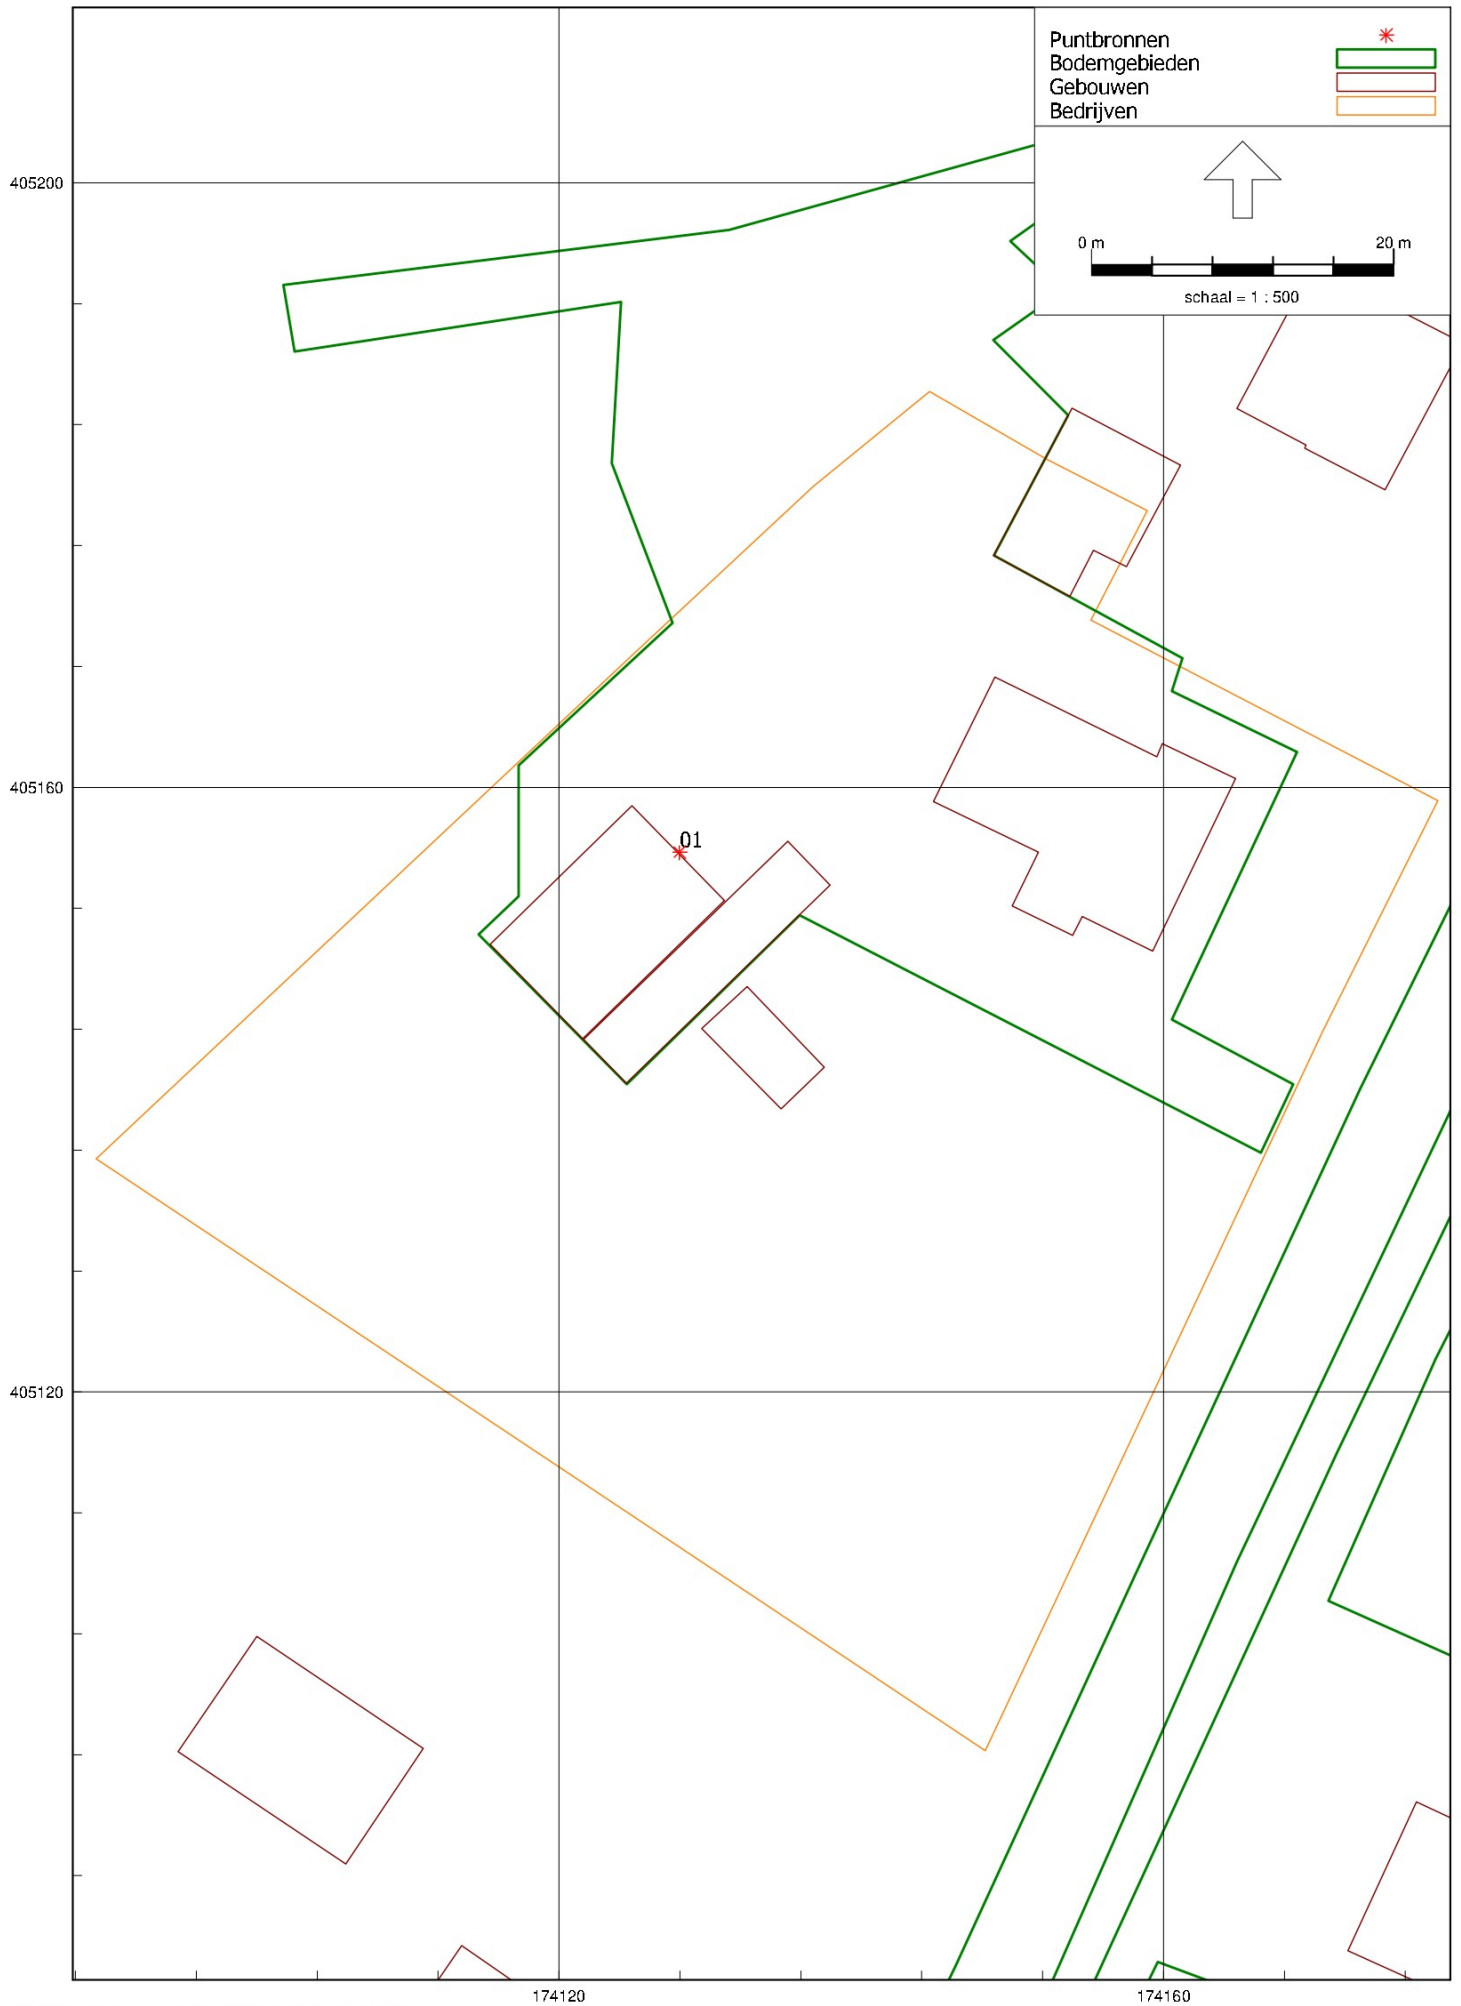 Puntbronnen
Bodemgebieden
Gebouwen
Bedrijven
405200
0 m 20 m
schaal = 1 : 500
405160
01
405120
174120 174160